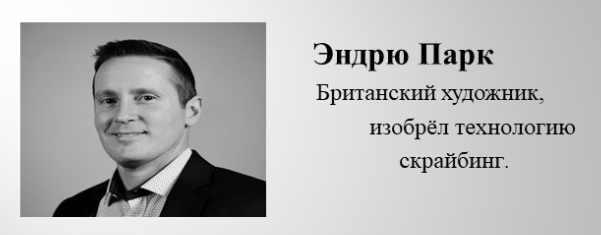 Эндрю Парк
Британский художник,
изобрёл технологию
скрайбинг.